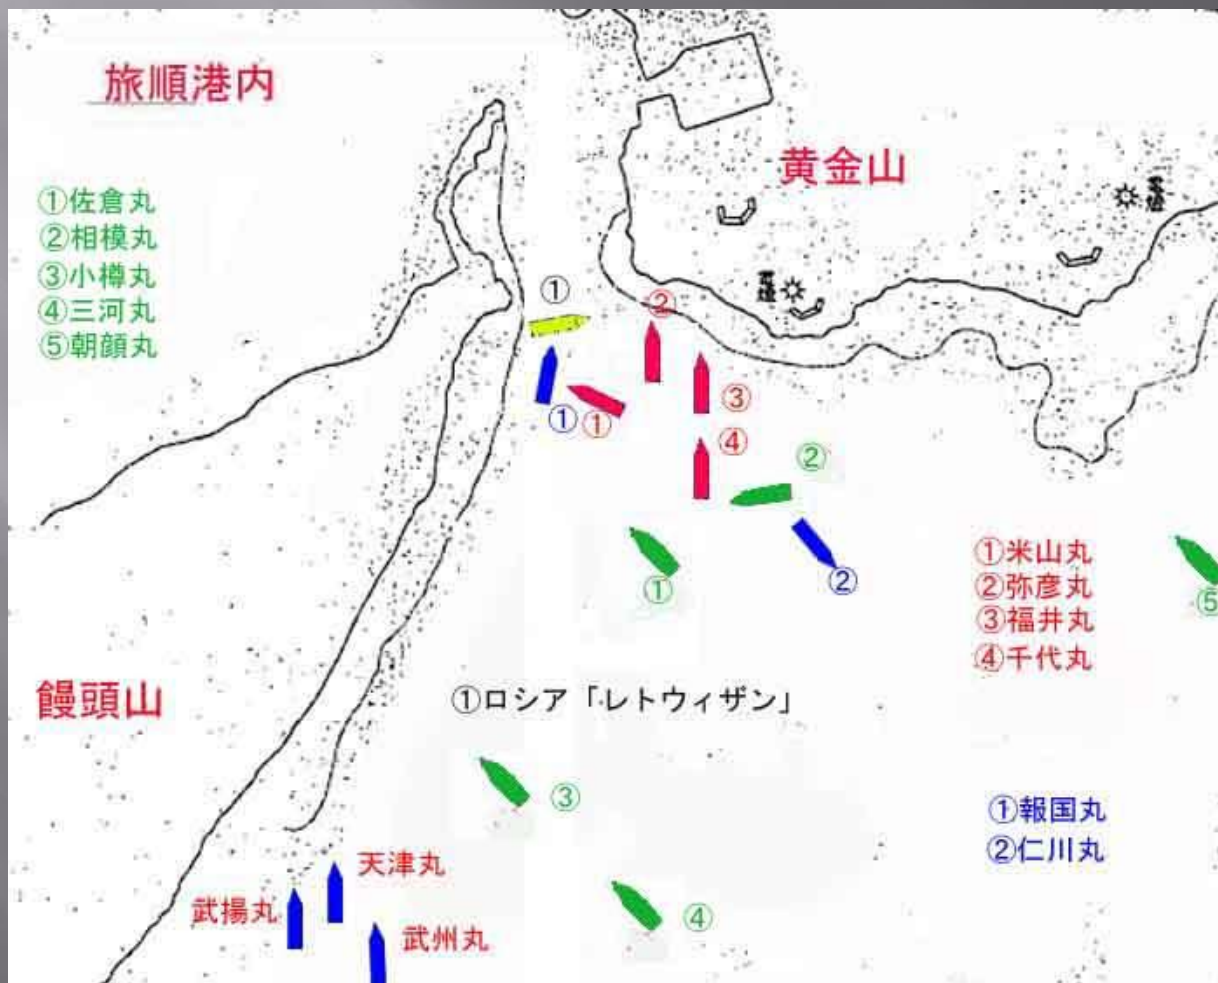 旅順港内
黄金山
①佐倉丸
②相模丸
③小樽丸
④三河丸
⑤朝顔丸
①
②
①
①
③
④
②
①
②
⑤
①米山丸
②弥彦丸
③福井丸
④千代丸
饅頭山
①ロシア「レトウィザン」
③
①報国丸
②仁川丸
天津丸
武揚丸
④
武州丸